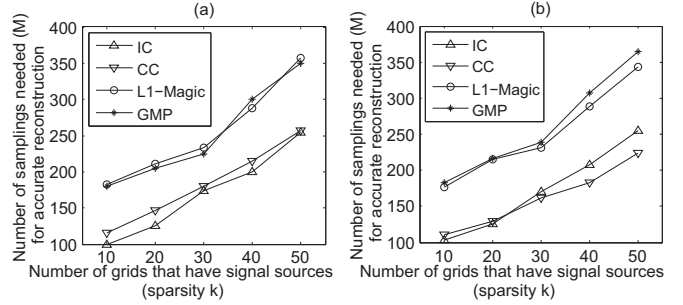 (a)
Number of samplings needed (M)
for accurate reconstruction
400
350
300
250
200
150
100
IC
CC
L1−Magic
GMP
10 20 30 40 50
Number of grids that have signal sources
(sparsity k)
(b)
Number of samplings needed (M)
for accurate reconstruction
400
350
300
250
200
150
100
IC
CC
L1−Magic
GMP
10 20 30 40 50
Number of grids that have signal sources
(sparsity k)